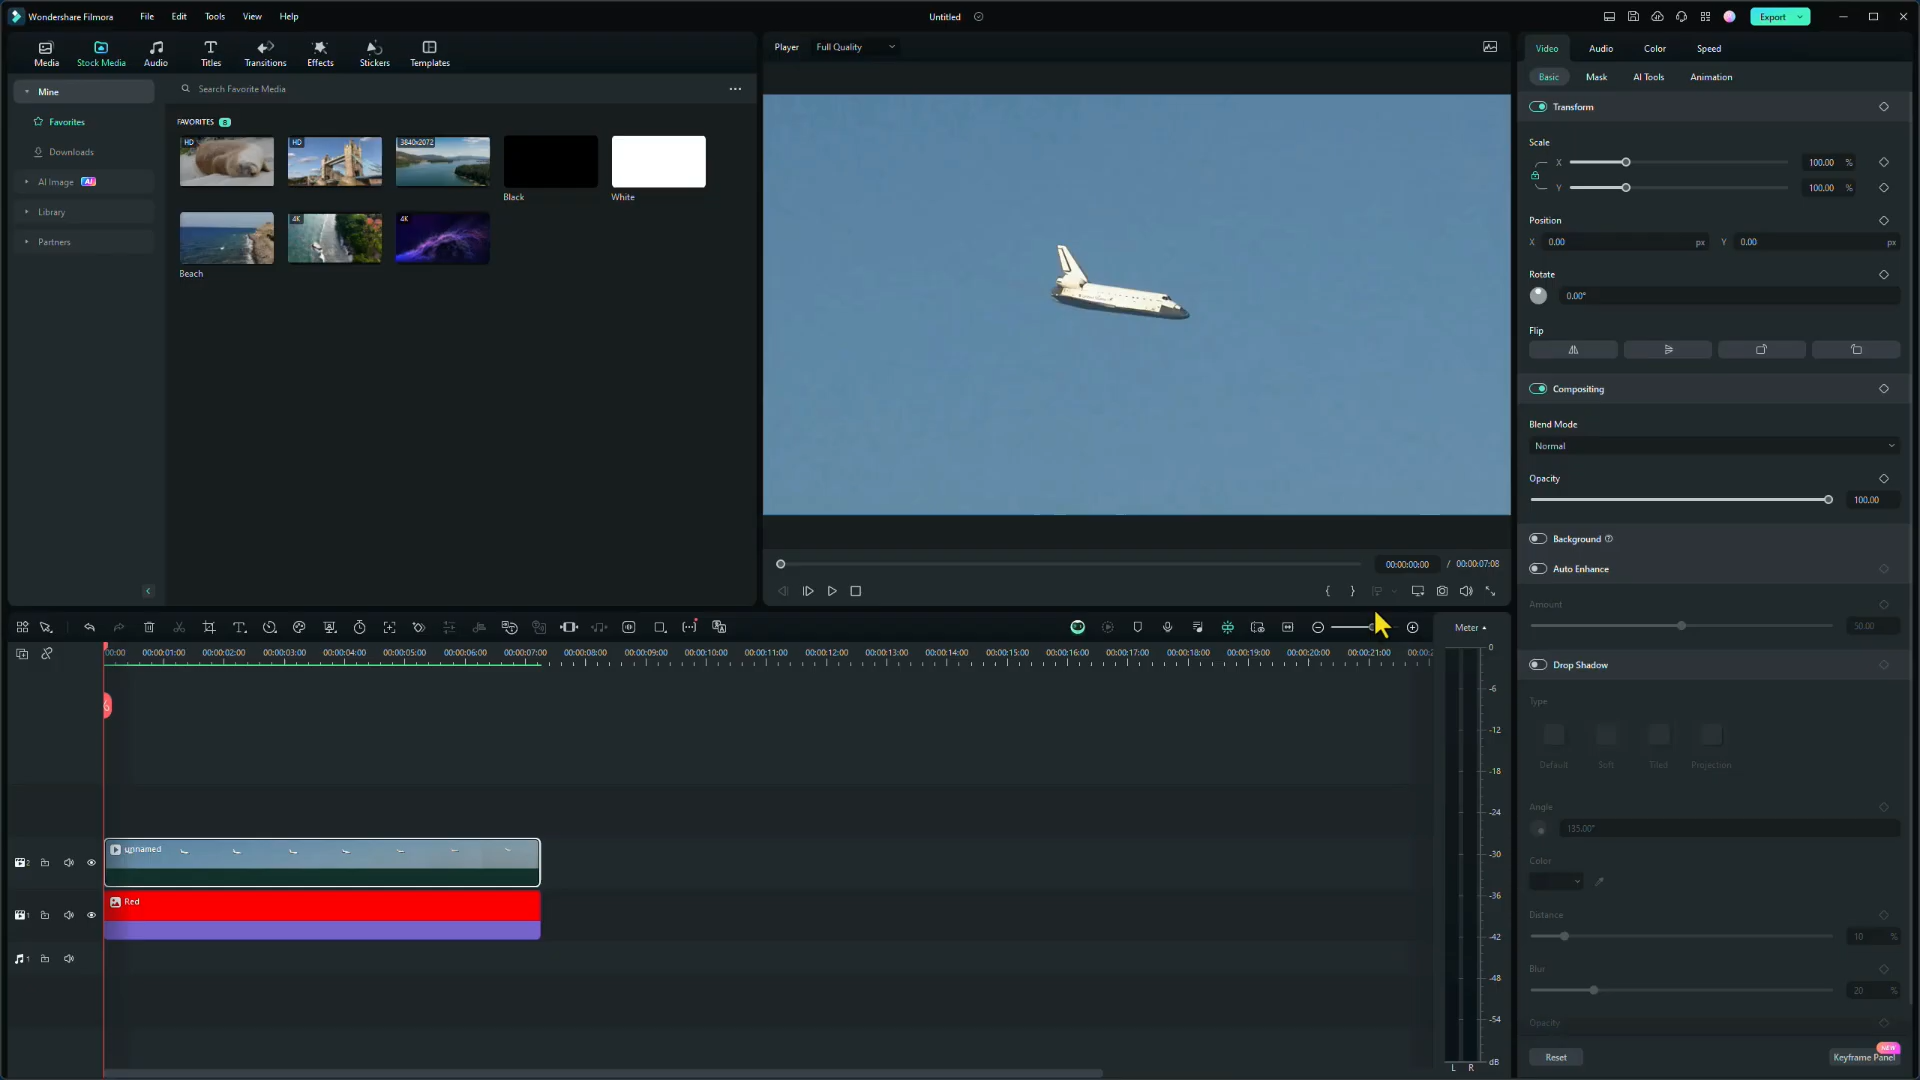 Wondershare Filmora File Edit Tools View Help Untitled Export
Media Stock Media Audio Titles Transitions Effects Stickers Templates
Mine
Favorites
Downloads
AI Image AI
Library
Partners
Search Favorite Media
FAVORITES 8
HD HD 3840x2072
Black White
4K 4K
Beach
Player Full Quality
00:00:00:00 / 00:00:07:08
Video Audio Color Speed
Basic Mask AI Tools Animation
Transform
Scale
X 100.00 %
Y 100.00 %
Position
X 0.00 px Y 0.00 px
Rotate
0.00°
Flip
Compositing
Blend Mode
Normal
Opacity
100.00
Background
Auto Enhance
Amount
50.00
Drop Shadow
Type
Default Soft Tiled Projection
Angle
135.00°
Color
Distance
10 %
Blur
20 %
Opacity
Reset Keyframe Panel
NEW
Meter
:00:00 00:00:01:00 00:00:02:00 00:00:03:00 00:00:04:00 00:00:05:00 00:00:06:00 00:00:07:00 00:00:08:00 00:00:09:00 00:00:10:00 00:00:11:00 00:00:12:00 00:00:13:00 00:00:14:00 00:00:15:00 00:00:16:00 00:00:17:00 00:00:18:00 00:00:19:00 00:00:20:00 00:00:21:00 00:00:2
2 unnamed
1 Red
1
0
-6
-12
-18
-24
-30
-36
-42
-48
-54
dB
L R